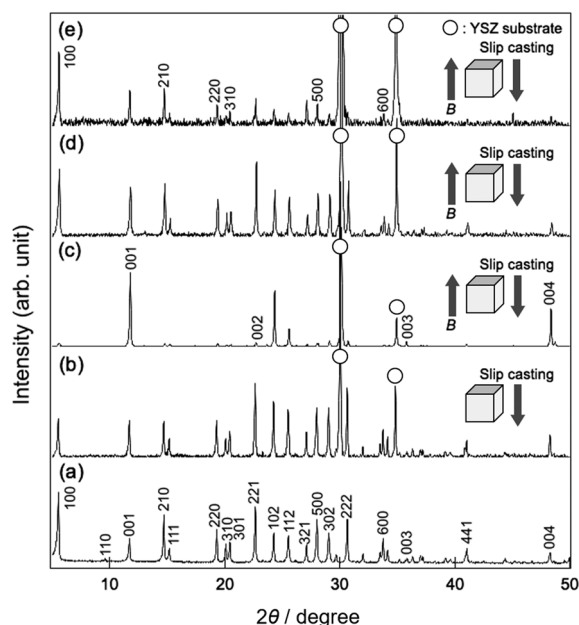 (e)
100
210
220
310
500
600
: YSZ substrate
Slip casting
B
(d)
Slip casting
B
(c)
001
002
003
004
Slip casting
B
(b)
Slip casting
(a)
100
110
001
210
111
220
310
301
221
102
112
321
500
302
222
600
003
441
004
10
20
30
40
50
2θ / degree
Intensity (arb. unit)